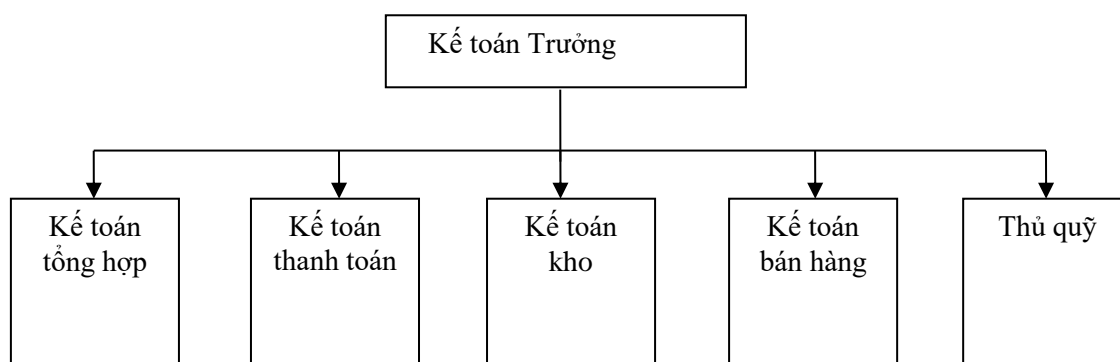 Kế toán Trưởng
Kế toán
tổng hợp
Kế toán
thanh toán
Kế toán
kho
Kế toán
bán hàng
Thủ quỹ